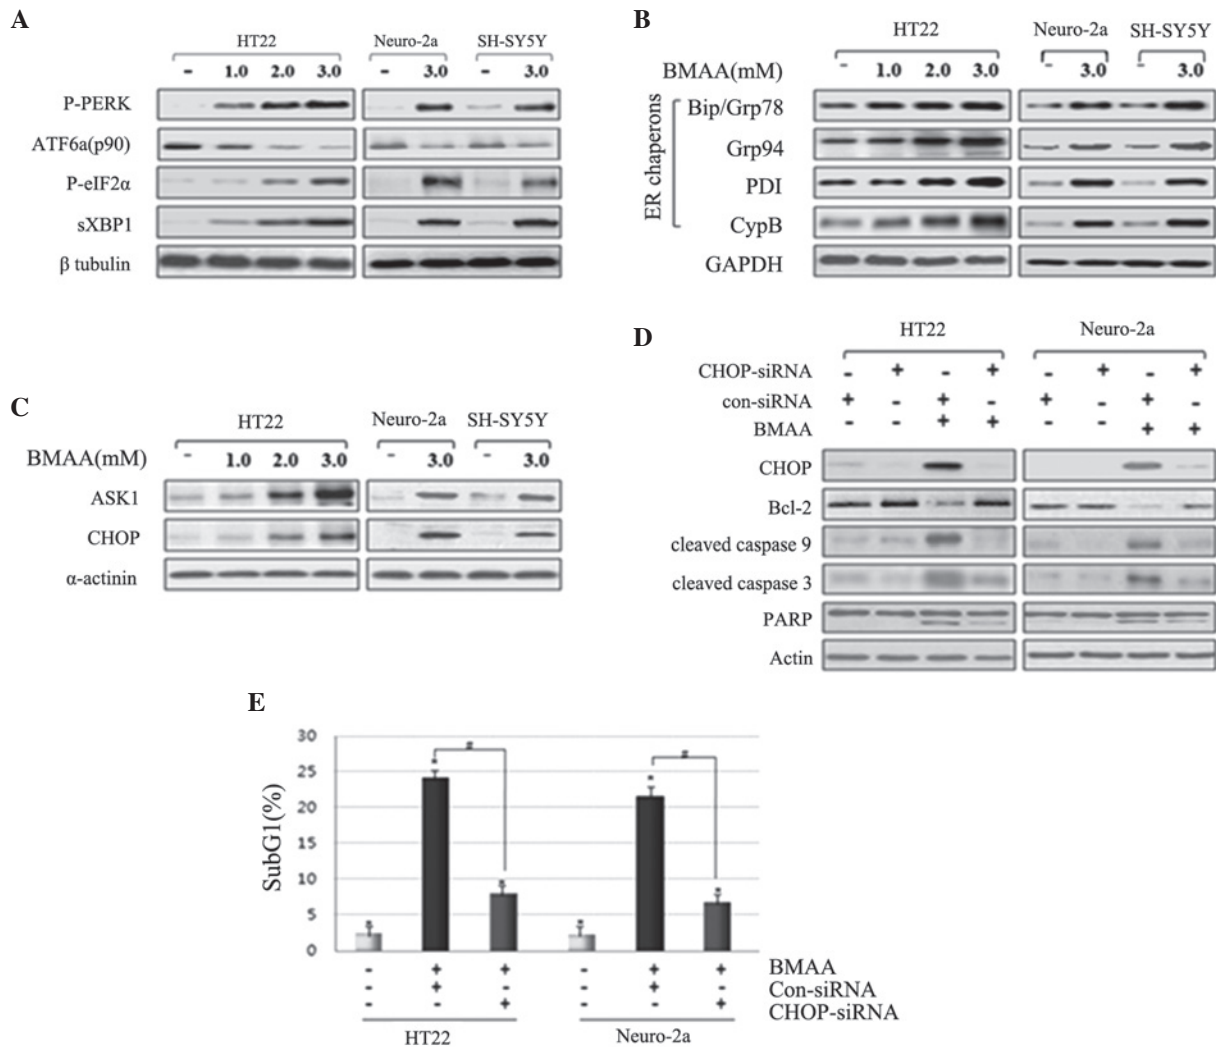 A
HT22 Neuro-2a SH-SY5Y
- 1.0 2.0 3.0 - 3.0 - 3.0
P-PERK
ATF6a(p90)
P-eIF2α
sXBP1
β tubulin
B
HT22 Neuro-2a SH-SY5Y
BMAA(mM) - 1.0 2.0 3.0 - 3.0 - 3.0
ER chaperons
Bip/Grp78
Grp94
PDI
CypB
GAPDH
C
HT22 Neuro-2a SH-SY5Y
BMAA(mM) - 1.0 2.0 3.0 - 3.0 - 3.0
ASK1
CHOP
α-actinin
D
HT22 Neuro-2a
CHOP-siRNA - + - + - + - +
con-siRNA + - + - + - + -
BMAA - - + + - - + +
CHOP
Bcl-2
cleaved caspase 9
cleaved caspase 3
PARP
Actin
E
SubG1(%)
30
25
20
15
10
5
0
* * * * * *
# #
- + + - + + BMAA
- + - - + - Con-siRNA
- - + - - + CHOP-siRNA
HT22 Neuro-2a